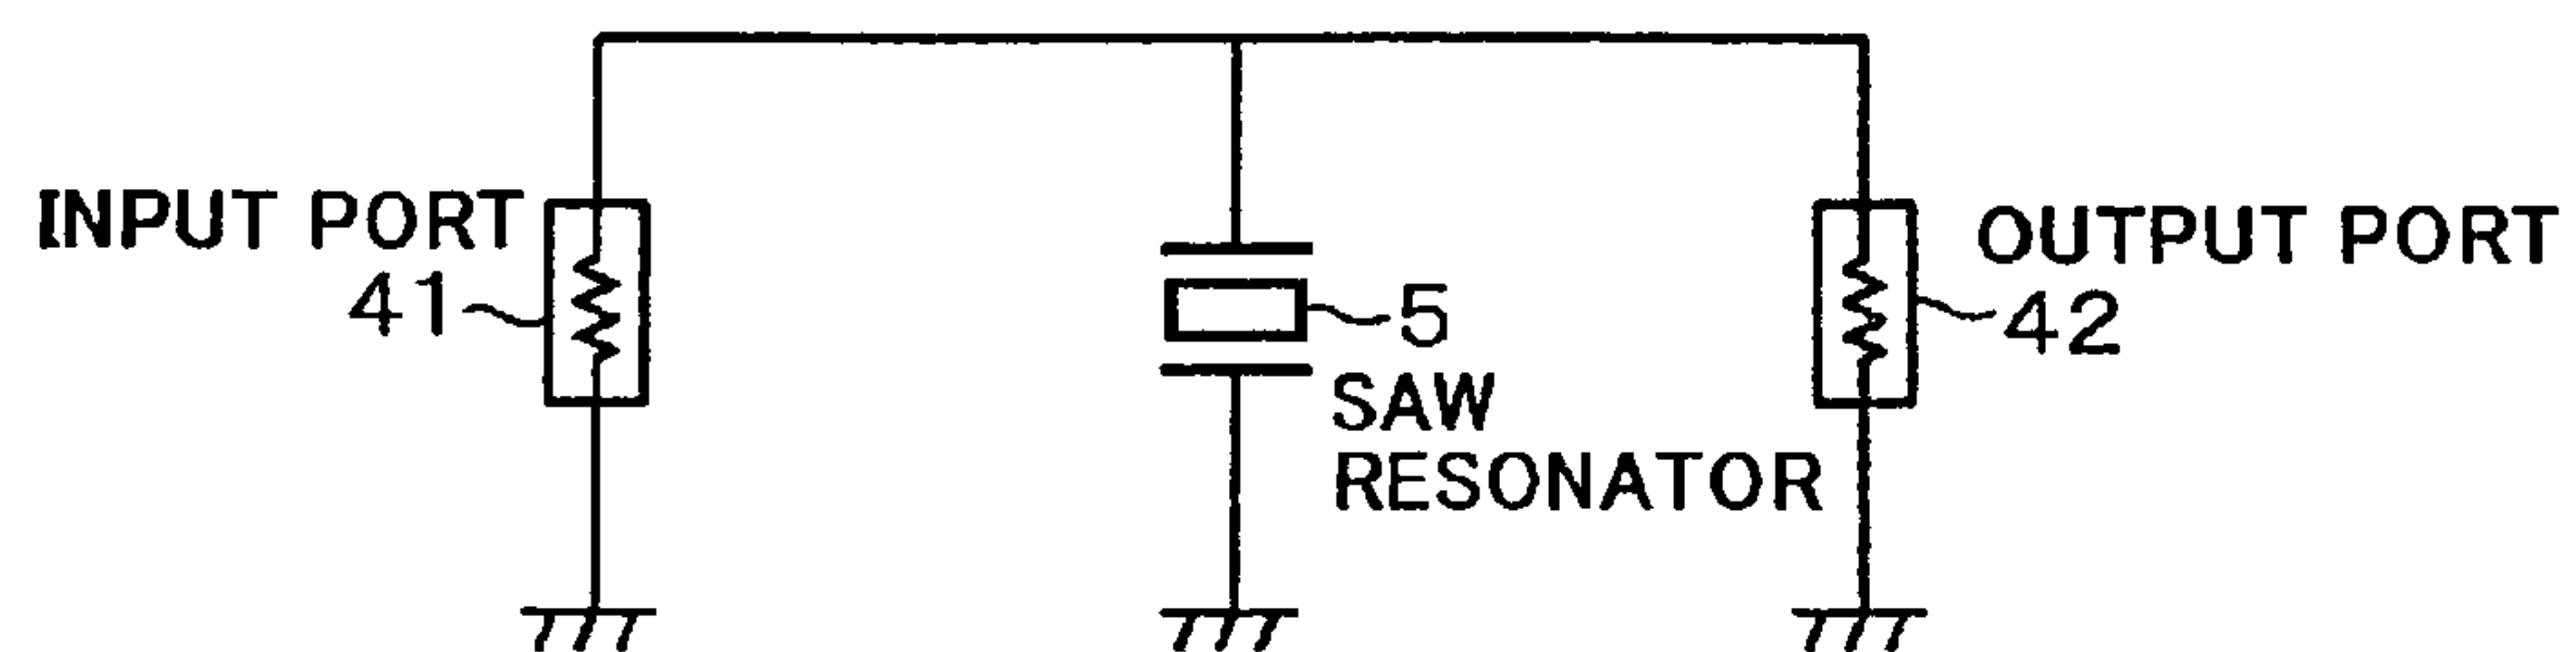 INPUT PORT
41
5
SAW
RESONATOR
OUTPUT PORT
42